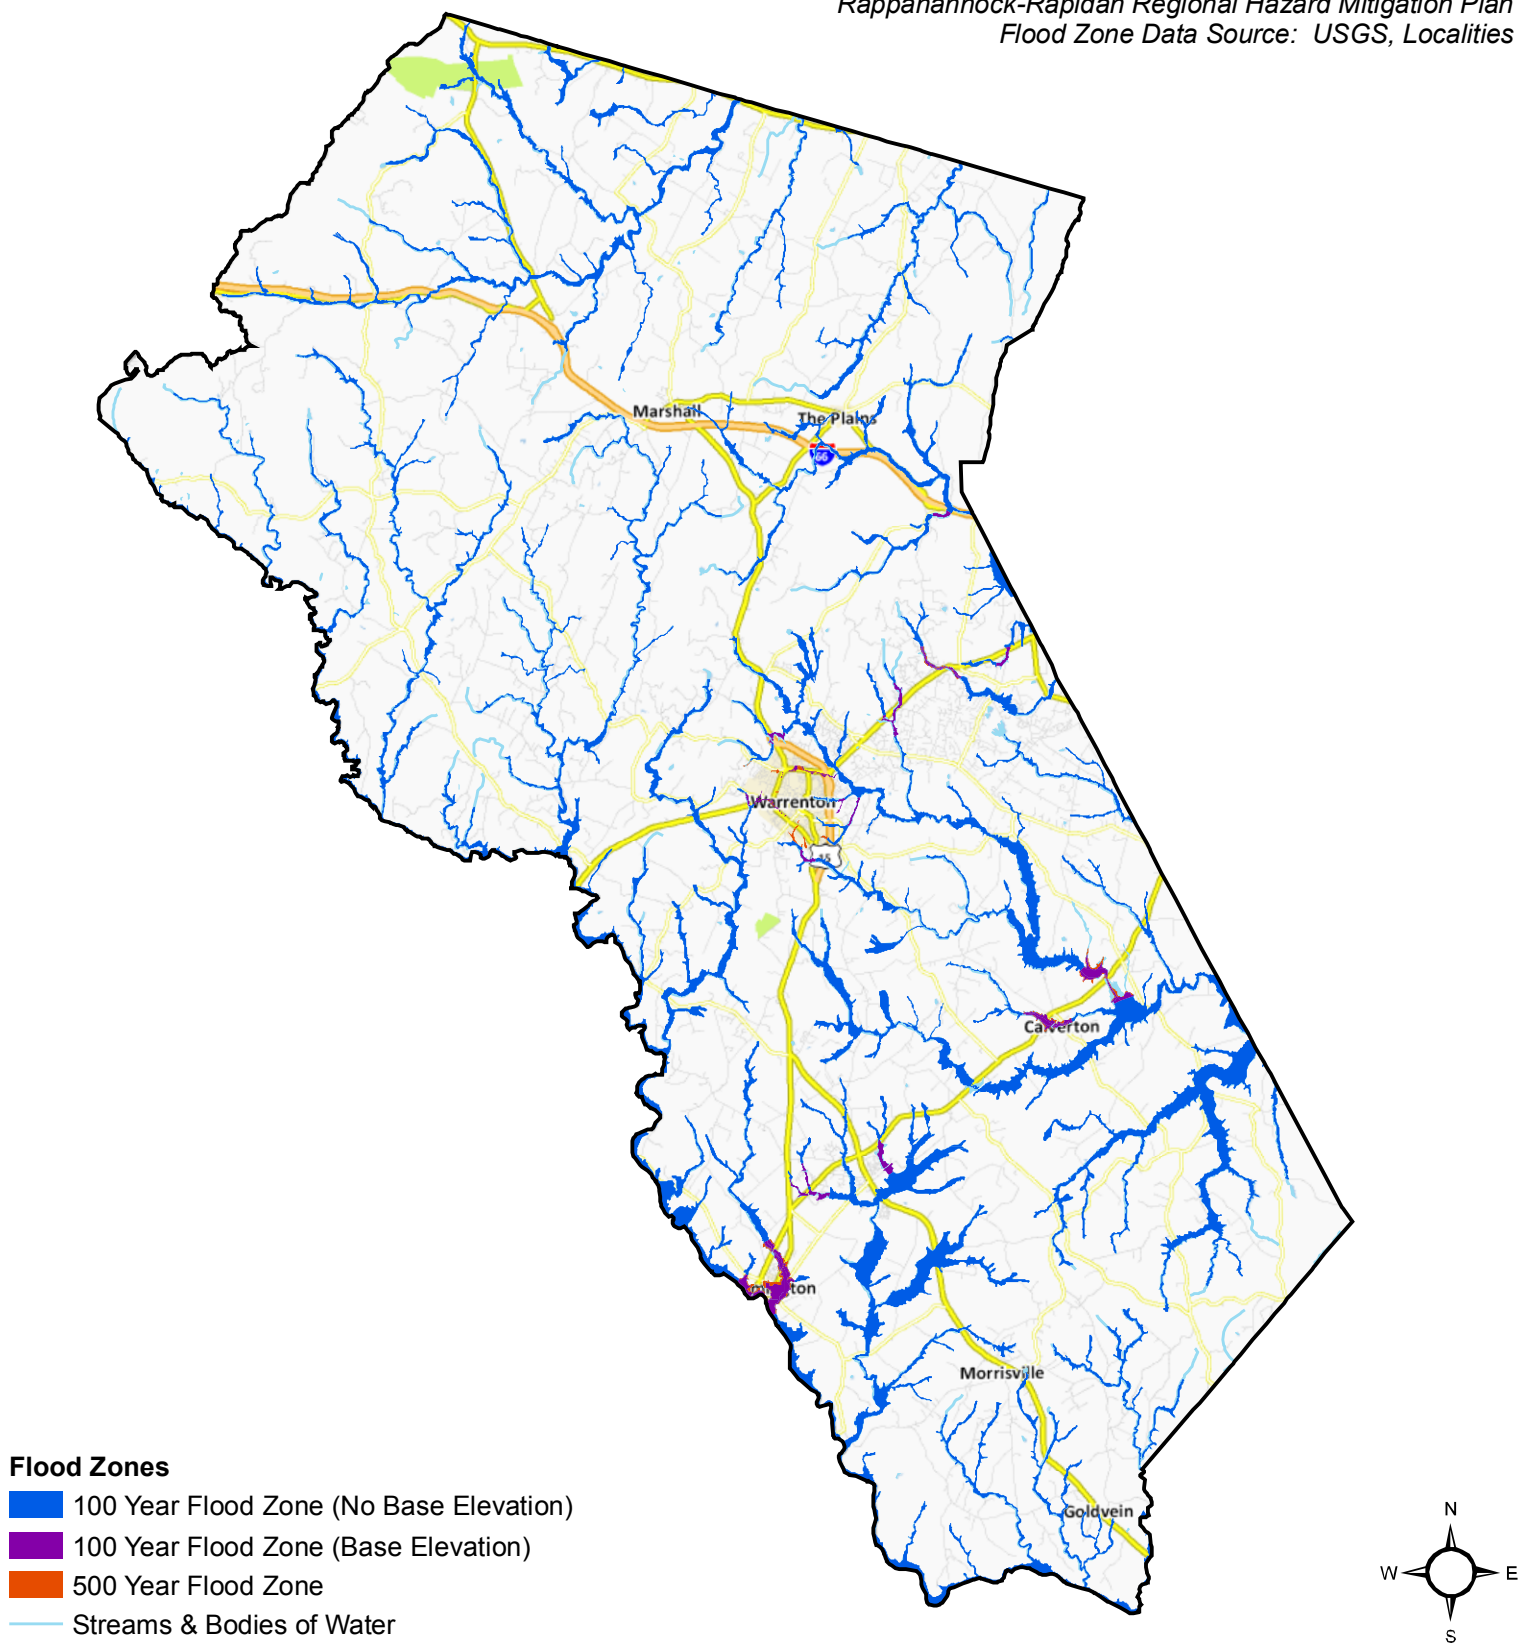 Rappahannock-Rapidan Regional Hazard Mitigation Plan
Flood Zone Data Source: USGS, Localities
Marshall
The Plains
66
Warrenton
15
Calverton
Morrisville
Goldvein
Flood Zones
100 Year Flood Zone (No Base Elevation)
100 Year Flood Zone (Base Elevation)
500 Year Flood Zone
Streams & Bodies of Water
N
W E
S